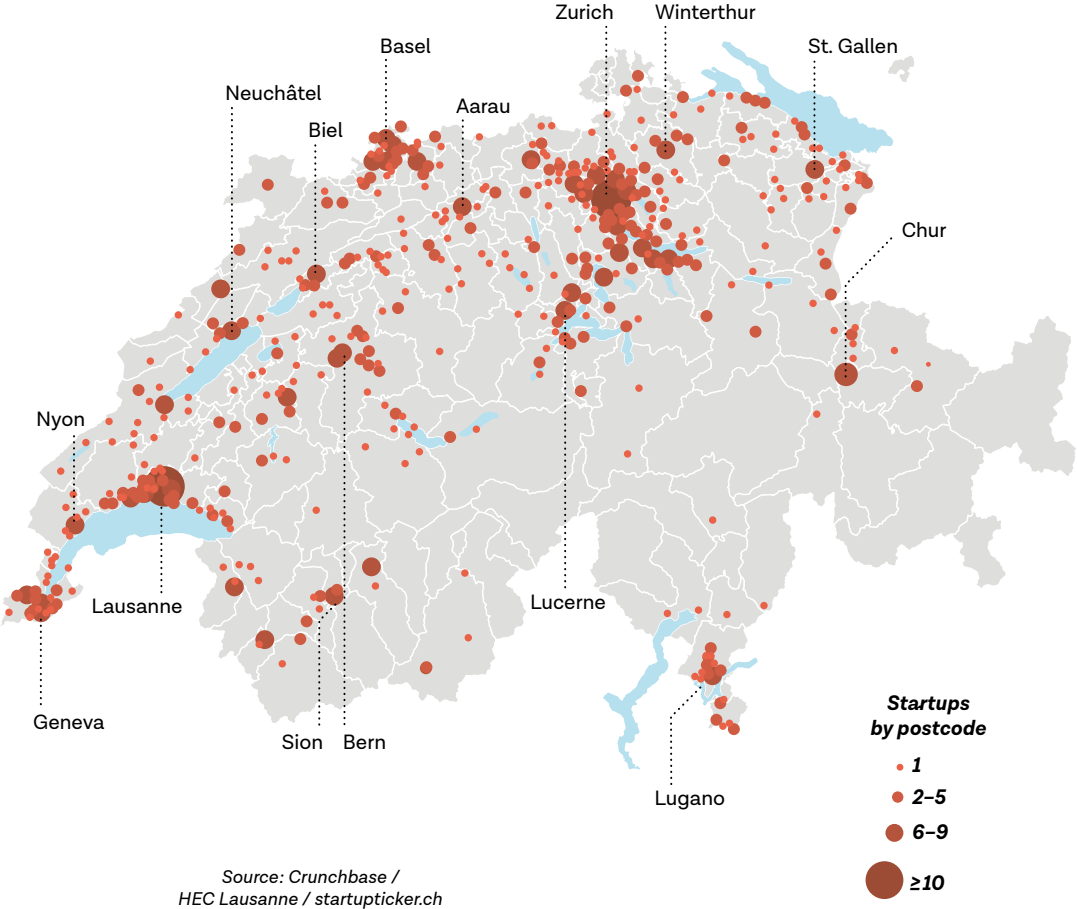 Zurich
Winterthur
Basel
St. Gallen
Neuchâtel
Aarau
Biel
Chur
Nyon
Lausanne
Lucerne
Geneva
Sion
Bern
Lugano
Startups
by postcode
1
2–5
6–9
≥10
Source: Crunchbase /
HEC Lausanne / startupticker.ch